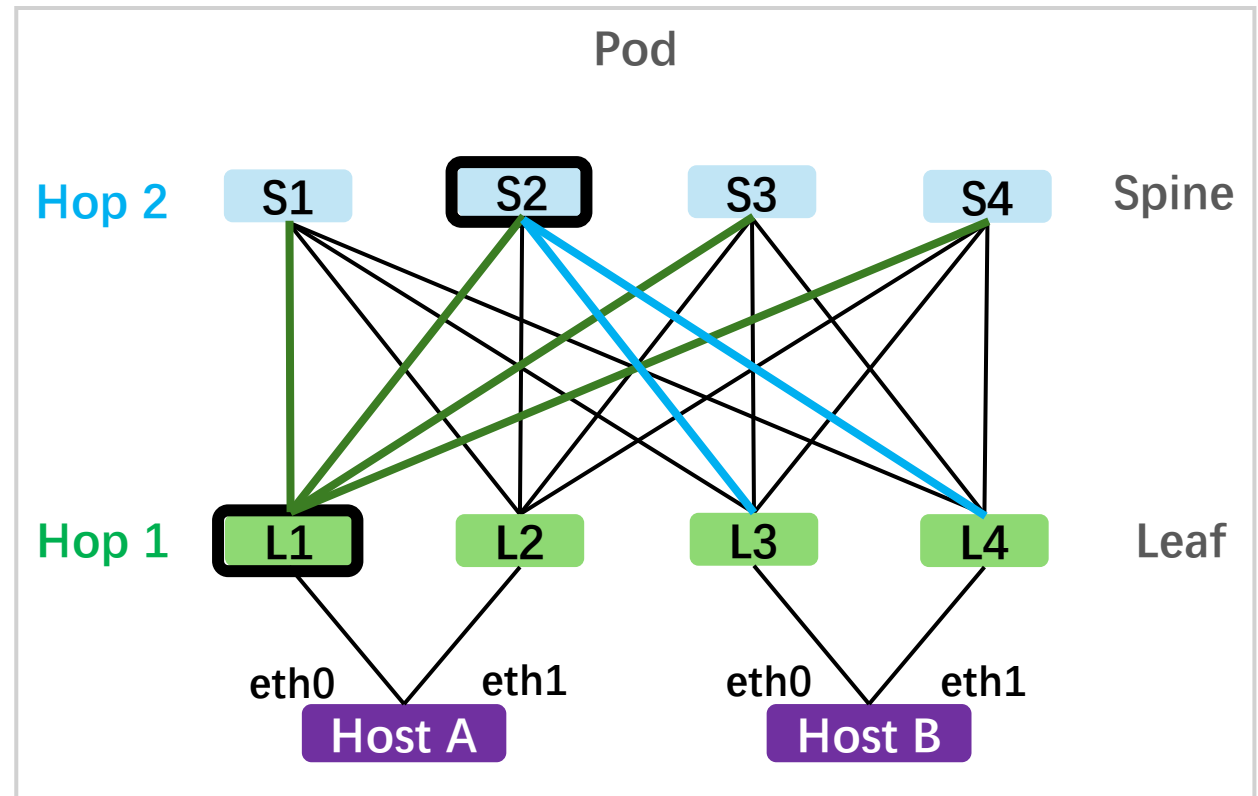 Pod
Hop 2
S1
S2
S3
S4
Spine
Hop 1
L1
L2
L3
L4
Leaf
eth0
eth1
eth0
eth1
Host A
Host B